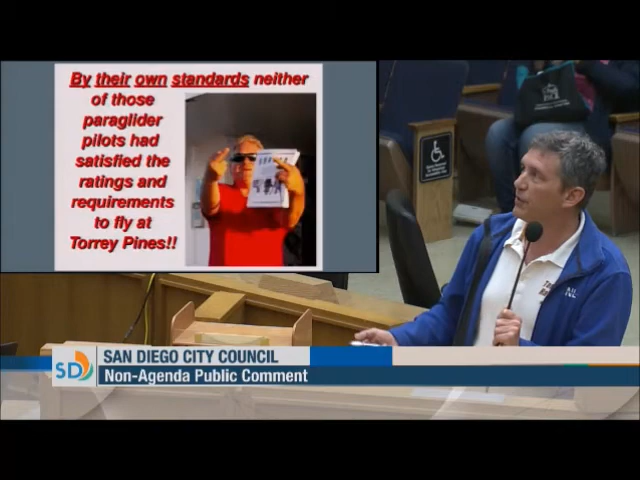 By their own standards neither
of those
paraglider
pilots had
satisfied the
ratings and
requirements
to fly at
Torrey Pines!!
SD
SAN DIEGO CITY COUNCIL
Non-Agenda Public Comment